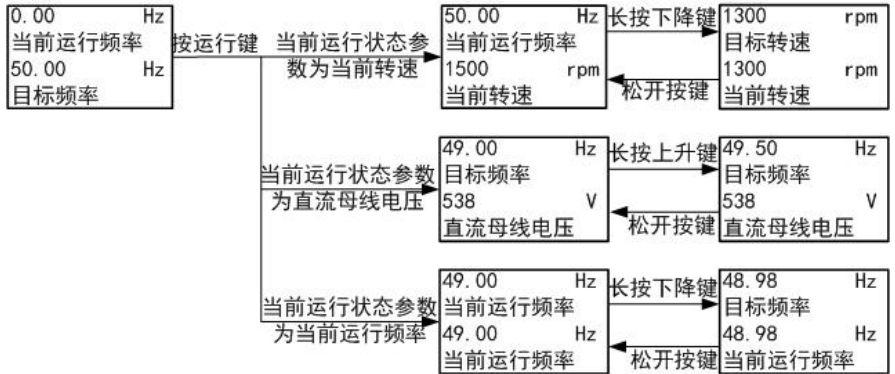 0.00 Hz
当前运行频率
50.00 Hz
目标频率
按运行键
当前运行状态参
数为当前转速
50.00 Hz
当前运行频率
1500 rpm
当前转速
长按下降键
松开按键
1300 rpm
目标转速
1300 rpm
当前转速
当前运行状态参数
为直流母线电压
49.00 Hz
目标频率
538 V
直流母线电压
长按上升键
松开按键
49.50 Hz
目标频率
538 V
直流母线电压
当前运行状态参数
为当前运行频率
49.00 Hz
当前运行频率
49.00 Hz
当前运行频率
长按下降键
松开按键
48.98 Hz
目标频率
48.98 Hz
当前运行频率